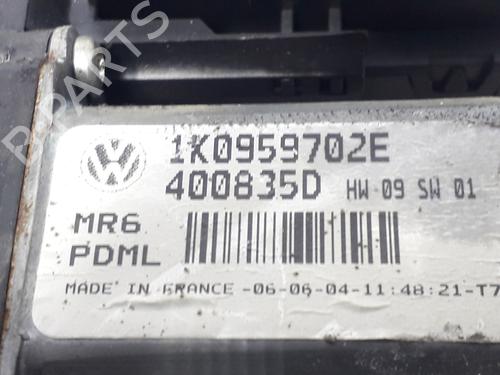 B-PARTS
1K0959702E
400835D HW 09 SW 01
MR6
PDML
MADE IN FRANCE -06-06-04-11:48:21-T7